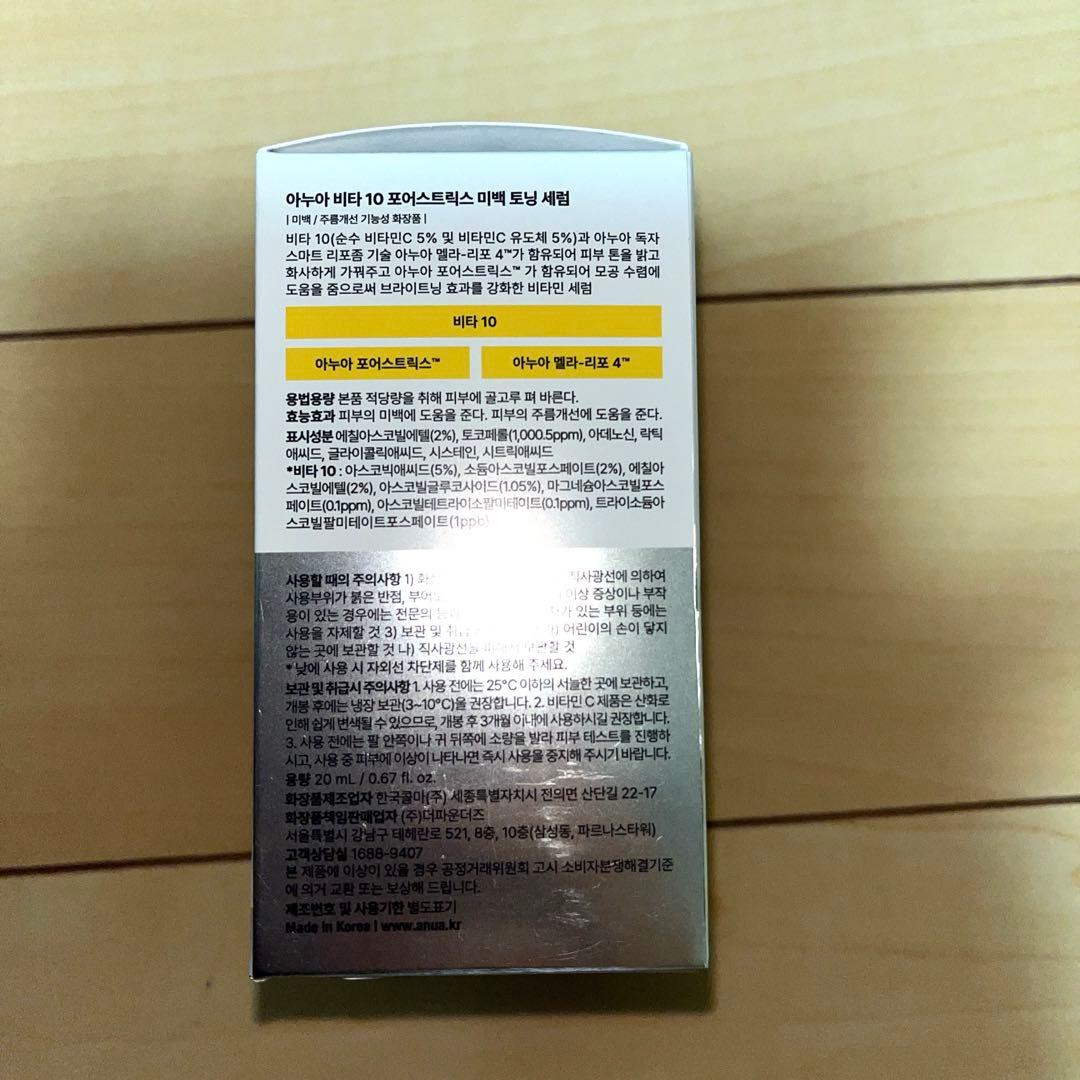 아누아 비타 10 포어스트릭스 미백 토닝 세럼
| 미백 / 주름개선 기능성 화장품 |
비타 10(순수 비타민C 5% 및 비타민C 유도체 5%)과 아누아 독자
스마트 리포좀 기술 아누아 멜라-리포 4™가 함유되어 피부 톤을 밝고
화사하게 가꿔주고 아누아 포어스트릭스™ 가 함유되어 모공 수렴에
도움을 줌으로써 브라이트닝 효과를 강화한 비타민 세럼
비타 10
아누아 포어스트릭스™ 아누아 멜라-리포 4™
용법용량 본품 적당량을 취해 피부에 골고루 펴 바른다.
효능효과 피부의 미백에 도움을 준다. 피부의 주름개선에 도움을 준다.
표시성분 에칠아스코빌에텔(2%), 토코페롤(1,000.5ppm), 아데노신, 락틱
애씨드, 글라이콜릭애씨드, 시스테인, 시트릭애씨드
*비타 10 : 아스코빅애씨드(5%), 소듐아스코빌포스페이트(2%), 에칠아
스코빌에텔(2%), 아스코빌글루코사이드(1.05%), 마그네슘아스코빌포스
페이트(0.1ppm), 아스코빌테트라이소팔미테이트(0.1ppm), 트라이소듐아
스코빌팔미테이트포스페이트(1ppb)
사용할 때의 주의사항 1) 직사광선에 의하여
사용부위가 붉은 반점, 이상 증상이나 부작
용이 있는 경우에는 전문의 있는 부위 등에는
사용을 자제할 것 3) 보관 및 어린이의 손이 닿지
않는 곳에 보관할 것 나) 직사광선을 피해서 보관할 것
* 낮에 사용 시 자외선 차단제를 함께 사용해 주세요.
보관 및 취급시 주의사항 1. 사용 전에는 25°C 이하의 서늘한 곳에 보관하고,
개봉 후에는 냉장 보관(3~10°C)을 권장합니다. 2. 비타민 C 제품은 산화로
인해 쉽게 변색될 수 있으므로, 개봉 후 3개월 이내에 사용하시길 권장합니다.
3. 사용 전에는 팔 안쪽이나 귀 뒤쪽에 소량을 발라 피부 테스트를 진행하
시고, 사용 중 피부에 이상이 나타나면 즉시 사용을 중지해 주시기 바랍니다.
용량 20 mL / 0.67 fl. oz.
화장품제조업자 한국콜마(주) 세종특별자치시 전의면 산단길 22-17
화장품책임판매업자 (주)더파운더즈
서울특별시 강남구 테헤란로 521, 8층, 10층(삼성동, 파르나스타워)
고객상담실 1688-9407
본 제품에 이상이 있을 경우 공정거래위원회 고시 소비자분쟁해결기준
에 의거 교환 또는 보상해 드립니다.
제조번호 및 사용기한 별도표기
Made in Korea | www.anua.kr